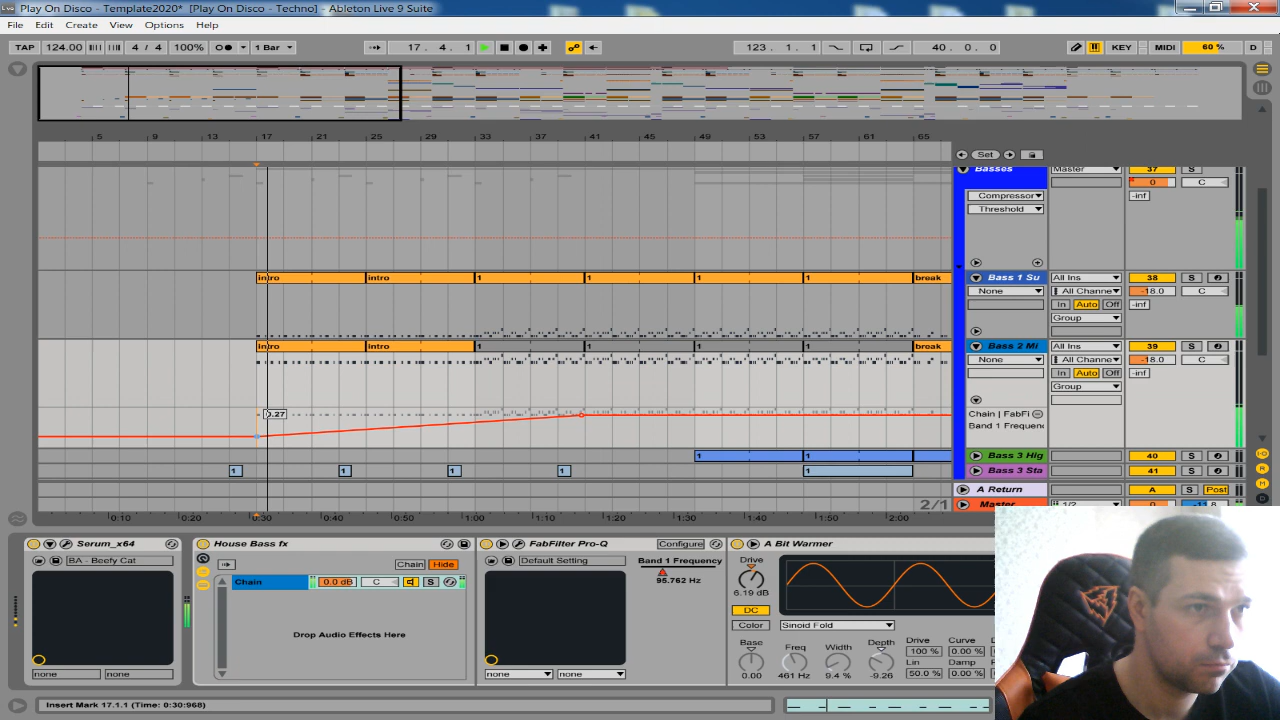 Play On Disco - Template2020* [Play On Disco - Techno] - Ableton Live 9 Suite
File Edit Create View Options Help
TAP 124.00 4 / 4 100% 1 Bar 17. 4. 1 123. 1. 1 40. 0. 0 KEY MIDI 60 % D
5 9 13 17 21 25 29 33 37 41 45 49 53 57 61 65
Set
Basses Master 37 S
0 C
Compressor -inf
Threshold
intro intro 1 1 1 1 break Bass 1 Su All Ins 38 S
None All Channe -18.0 C
In Auto Off -inf
Group
intro intro 1 1 1 1 break Bass 2 Mi All Ins 39 S
None All Channe -18.0 C
In Auto Off -inf
Group
Chain | FabFi
Band 1 Frequenc
1 1 Bass 3 Hig 40 S
1 1 1 1 1 Bass 3 Sta 41 S
A Return A S Post
2/1 Master 1/2 0
0:10 0:20 0:30 0:40 0:50 1:00 1:10 1:20 1:30 1:40 1:50 2:00
Serum_x64 House Bass fx FabFilter Pro-Q Configure A Bit Warmer
BA - Beefy Cat Chain Hide Default Setting Band 1 Frequency Drive
Chain 0.0 dB C S 95.762 Hz
6.19 dB
DC
Color Sinoid Fold
Drop Audio Effects Here
Base Freq Width Depth Drive Curve Rate
100 % 0.00 %
Lin Damp
0.00 461 Hz 9.4 % -9.26 50.0 % 0.00 %
none none none none
Insert Mark 17.1.1 (Time: 0:30:968)